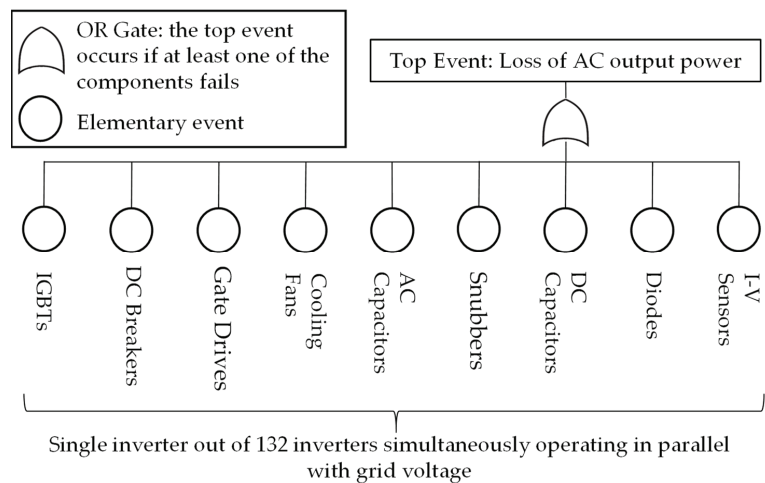 OR Gate: the top event
occurs if at least one of the
components fails
Elementary event
Top Event: Loss of AC output power
IGBTs
DC Breakers
Gate Drives
Cooling
Fans
AC
Capacitors
Snubbers
DC
Capacitors
Diodes
I-V
Sensors
Single inverter out of 132 inverters simultaneously operating in parallel
with grid voltage